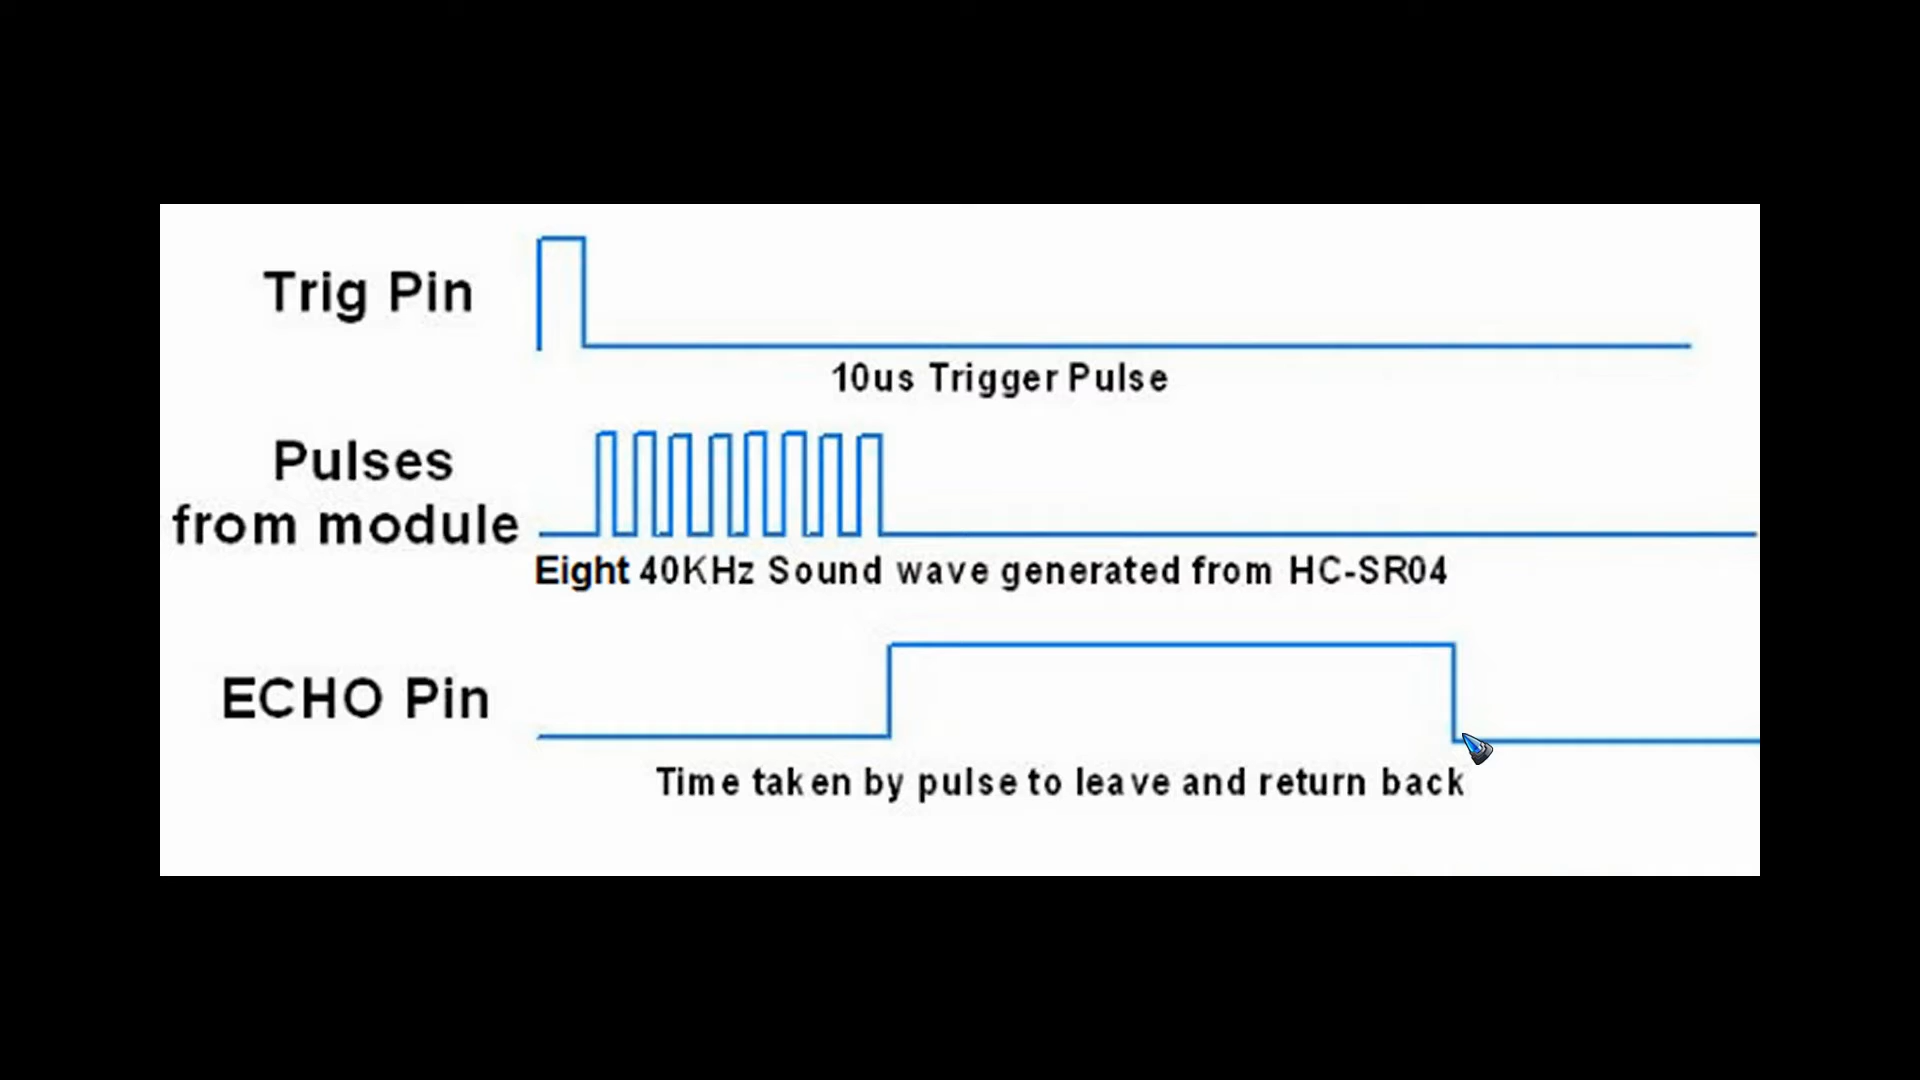 Trig Pin
10us Trigger Pulse
Pulses
from module
Eight 40KHz Sound wave generated from HC-SR04
ECHO Pin
Time taken by pulse to leave and return back